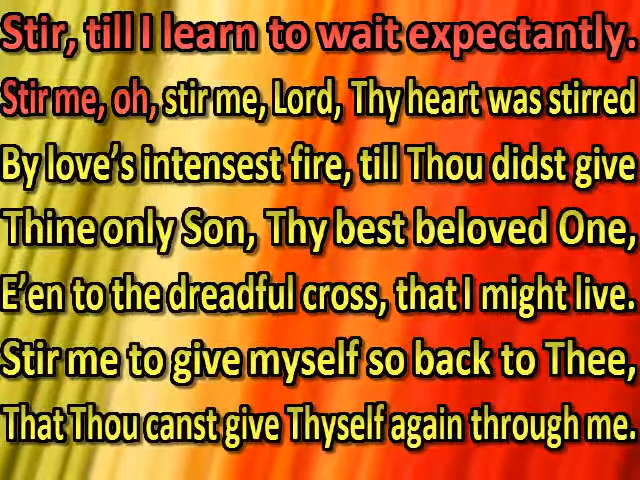 Stir, till I learn to wait expectantly.
Stir me, oh, stir me, Lord, Thy heart was stirred
By love's intensest fire, till Thou didst give
Thine only Son, Thy best beloved One,
E'en to the dreadful cross, that I might live.
Stir me to give myself so back to Thee,
That Thou canst give Thyself again through me.